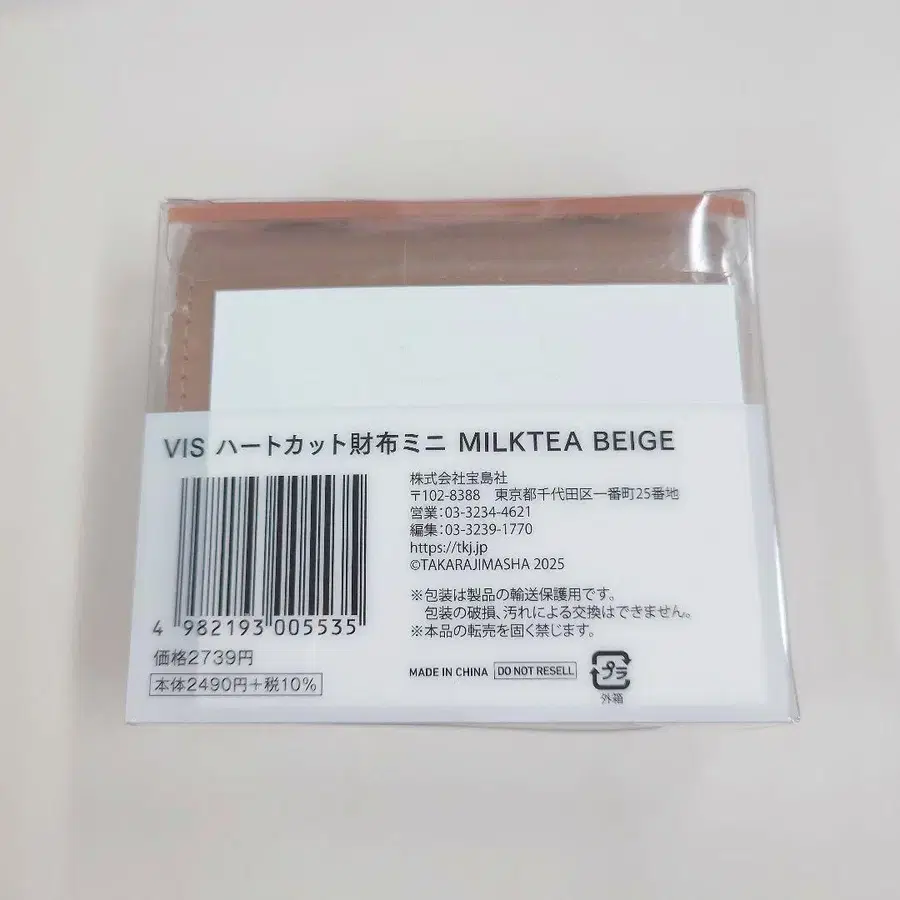 VIS ハートカット財布ミニ MILKTEA BEIGE
株式会社宝島社
〒102-8388 東京都千代田区一番町25番地
営業:03-3234-4621
編集:03-3239-1770
https://tkj.jp
©TAKARAJIMASHA 2025
※包装は製品の輸送保護用です。
包装の破損、汚れによる交換はできません。
※本品の転売を固く禁じます。
4 982193 005535
価格2739円
本体2490円+税10%
MADE IN CHINA DO NOT RESELL
プラ
外箱